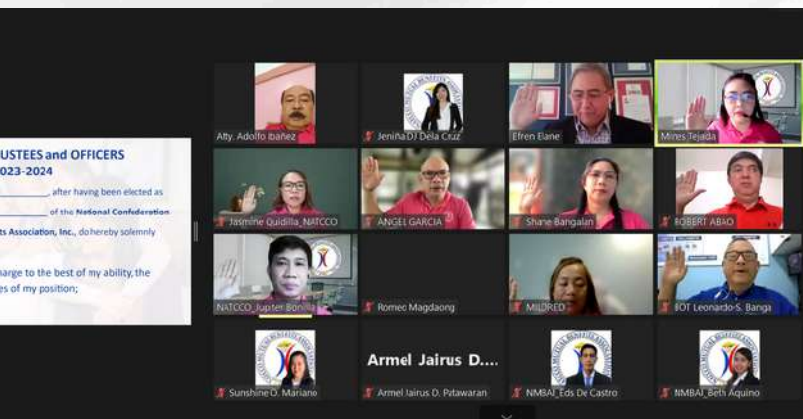 USTEES and OFFICERS
023-2024
, after having been elected as
of the National Confederation
ts Association, Inc., do hereby solemnly
harge to the best of my ability, the
es of my position;
Atty. Adolfo Ibañez
Jenina DJ Dela Cruz
Efren Elane
Mires Tejada
Jasmine Quidilla_NATCCO
ANGEL GARCIA
Shane Bangalan
ROBERT ABAO
NATCCO_Jupiter Bonilla
Romeo Magdaong
MILDRED
BOT Leonardo S. Banga
Armel Jairus D....
Sunshine O. Mariano
Armel Jairus D. Patawaran
NMBAI_Eds De Castro
NMBAI_Beth Aquino